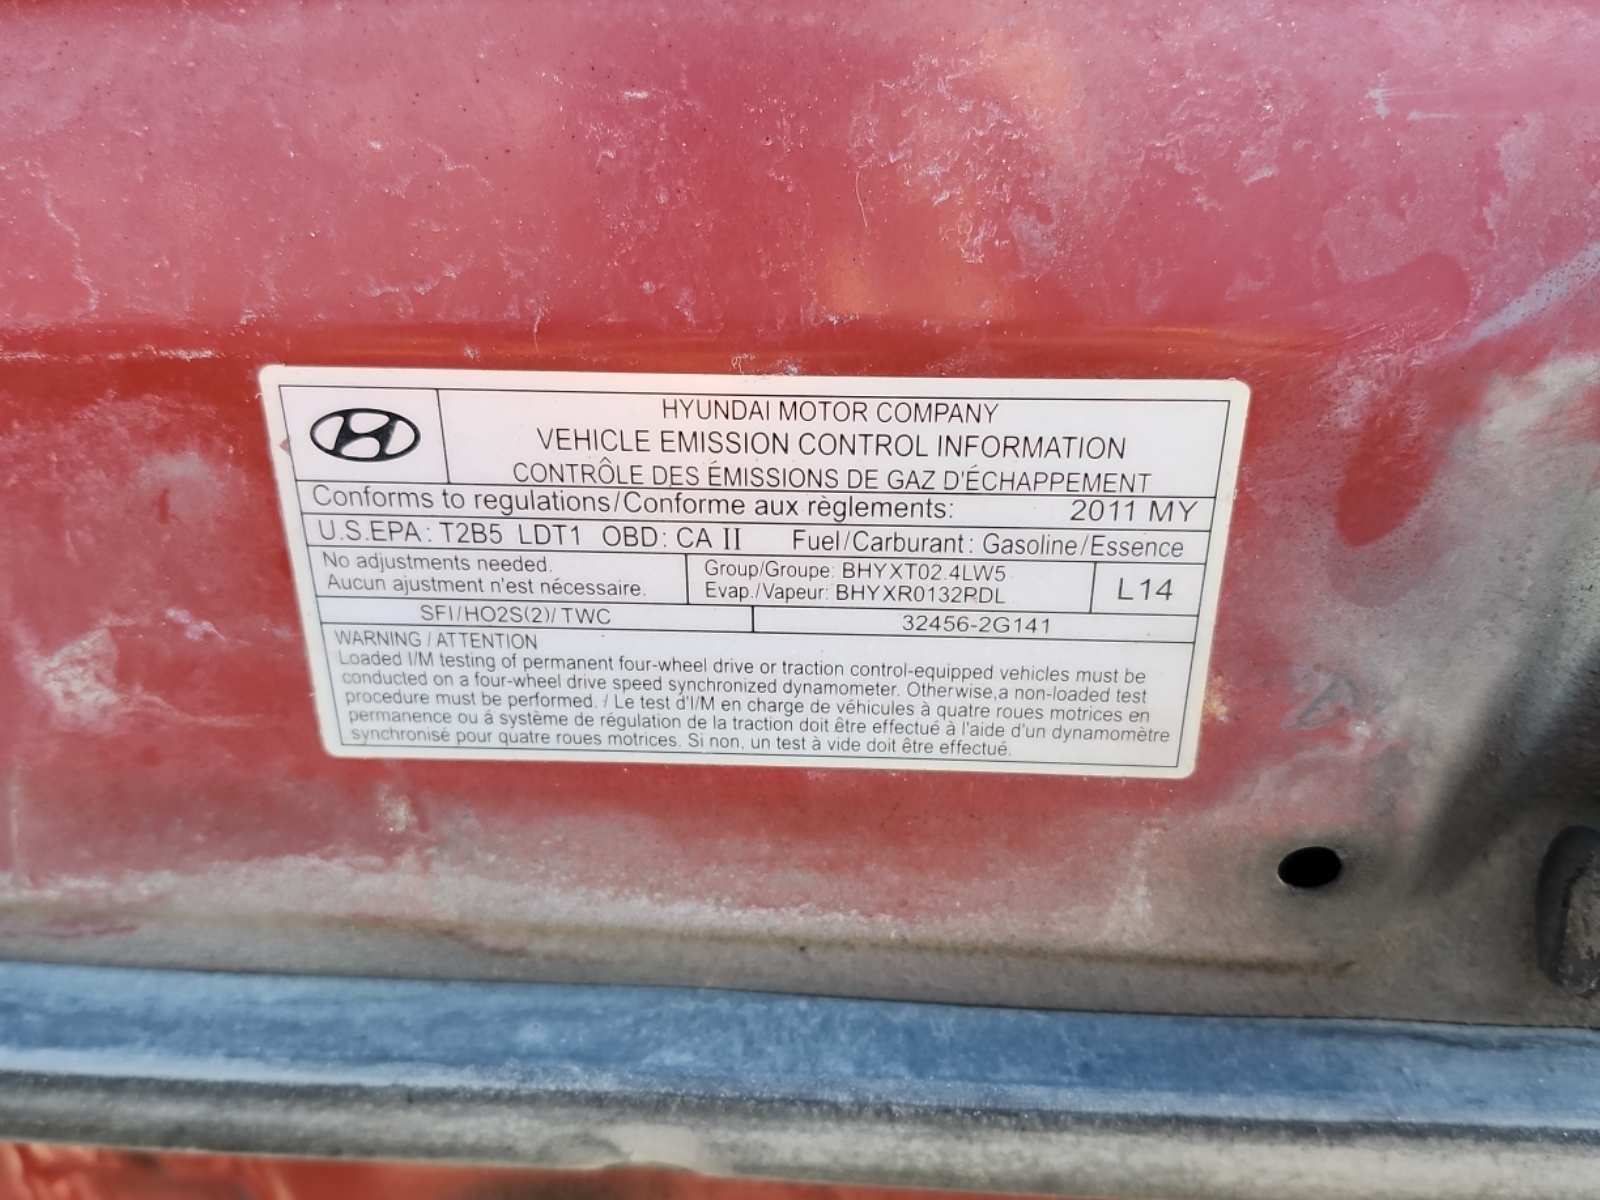 HYUNDAI MOTOR COMPANY
VEHICLE EMISSION CONTROL INFORMATION
CONTRÔLE DES ÉMISSIONS DE GAZ D'ÉCHAPPEMENT
Conforms to regulations/Conforme aux règlements: 2011 MY
U.S.EPA: T2B5 LDT1 OBD: CA II Fuel/Carburant: Gasoline/Essence
No adjustments needed.
Aucun ajustment n'est nécessaire.
Group/Groupe: BHYXT02.4LW5
Evap./Vapeur: BHYXR0132PDL
L14
SFI/HO2S(2)/TWC
32456-2G141
WARNING / ATTENTION
Loaded I/M testing of permanent four-wheel drive or traction control-equipped vehicles must be
conducted on a four-wheel drive speed synchronized dynamometer. Otherwise,a non-loaded test
procedure must be performed. / Le test d'I/M en charge de véhicules à quatre roues motrices en
permanence ou á système de régulation de la traction doit être effectué à l'aide d'un dynamomètre
synchronisé pour quatre roues motrices. Si non, un test à vide doit être effectué.